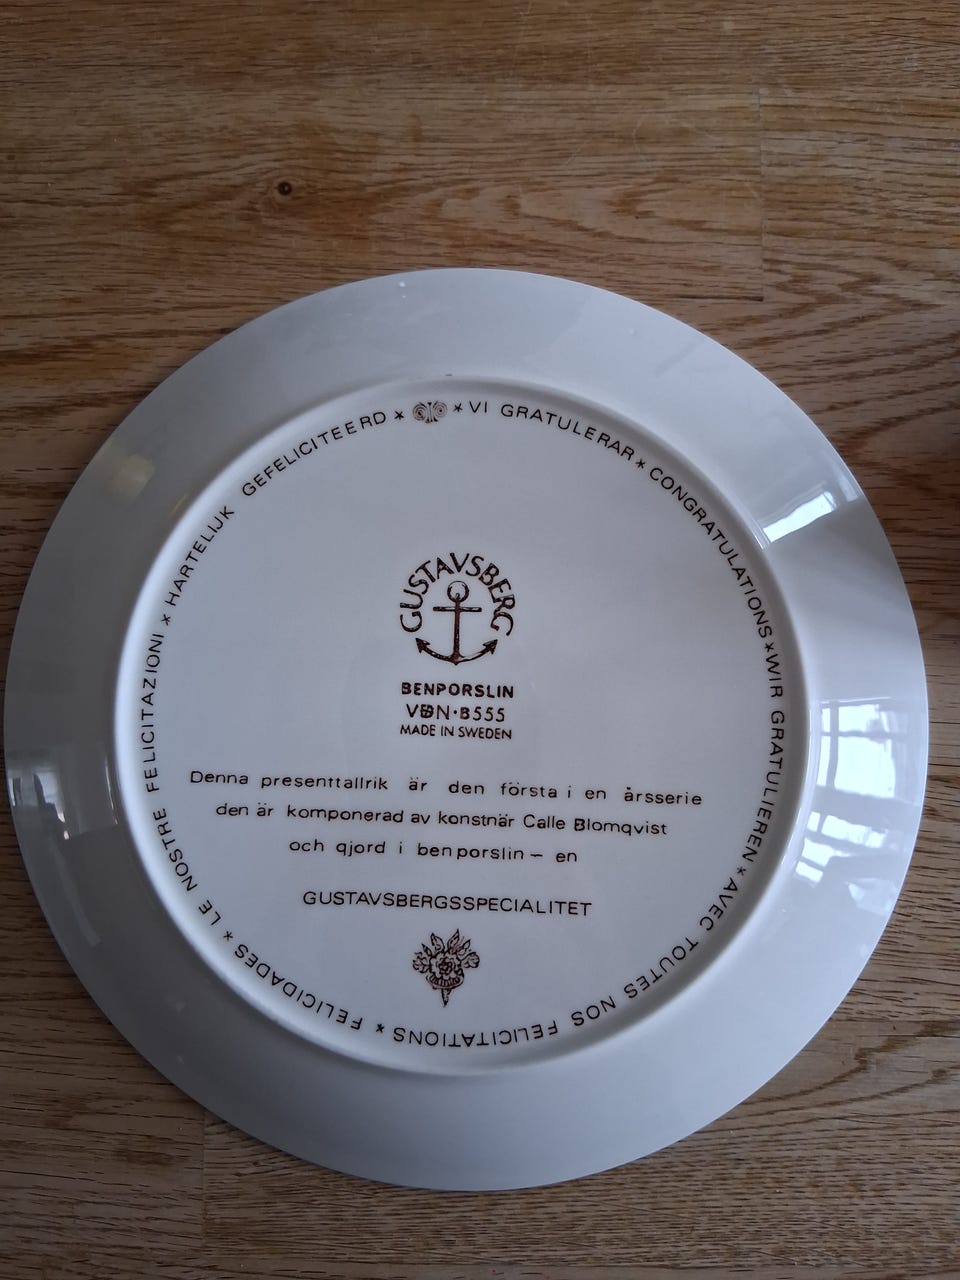 * VI GRATULERAR * CONGRATULATIONS * WIR GRATULIEREN * AVEC TOUTES NOS FELICITATIONS * FELICIDADES * LE NOSTRE FELICITAZIONI * HARTELIJK GEFELICITEERD *
GUSTAVSBERG
BENPORSLIN
VDN·B555
MADE IN SWEDEN
Denna presenttallrik är den första i en årsserie
den är komponerad av konstnär Calle Blomqvist
och gjord i benporslin – en
GUSTAVSBERGSSPECIALITET